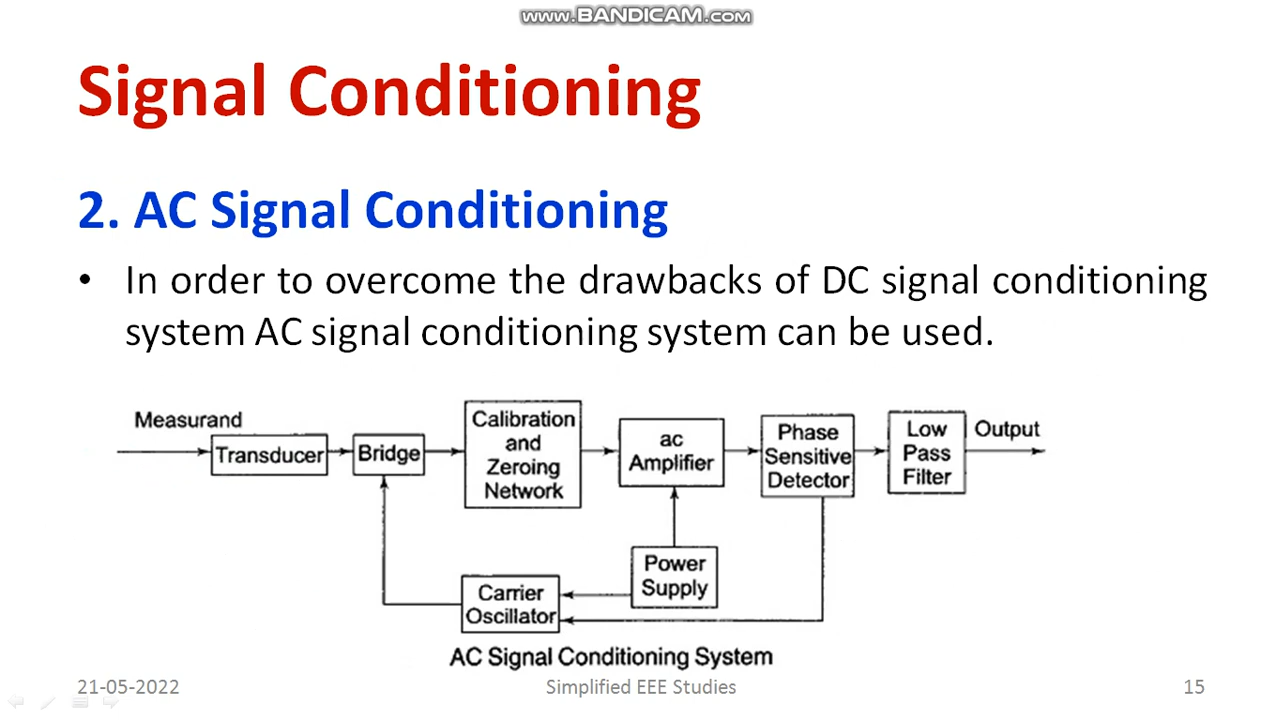 www.BANDICAM.com
Signal Conditioning
2. AC Signal Conditioning
• In order to overcome the drawbacks of DC signal conditioning
system AC signal conditioning system can be used.
Measurand
Transducer
Bridge
Calibration
and
Zeroing
Network
ac
Amplifier
Phase
Sensitive
Detector
Low
Pass
Filter
Output
Power
Supply
Carrier
Oscillator
AC Signal Conditioning System
21-05-2022
Simplified EEE Studies
15